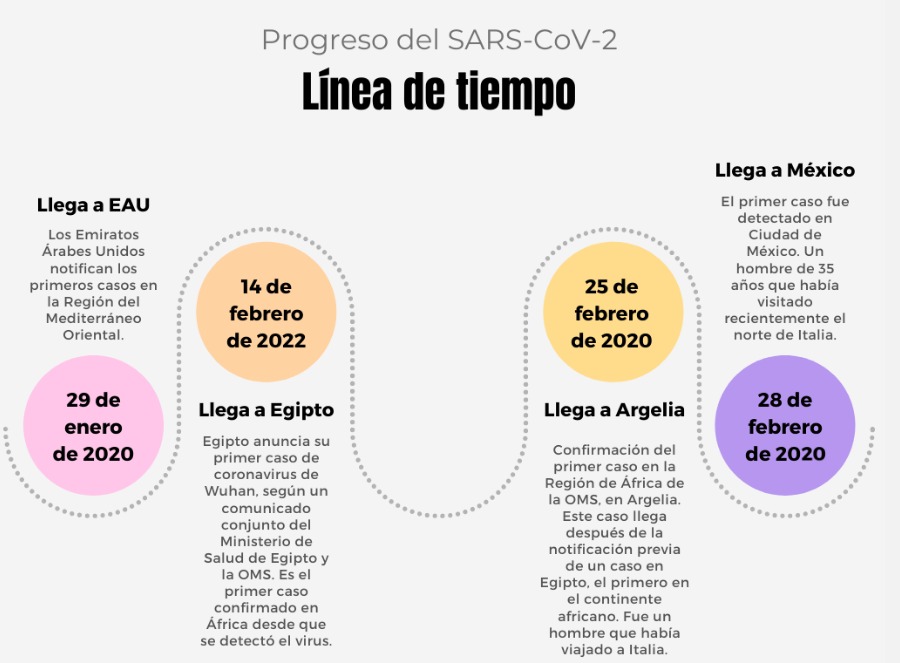 Progreso del SARS-CoV-2
Línea de tiempo
Llega a EAU
Los Emiratos
Árabes Unidos
notifican los
primeros casos en
la Región del
Mediterráneo
Oriental.
29 de
enero
de 2020
14 de
febrero
de 2022
Llega a Egipto
Egipto anuncia su
primer caso de
coronavirus de
Wuhan, según un
comunicado
conjunto del
Ministerio de
Salud de Egipto y
la OMS. Es el
primer caso
confirmado en
África desde que
se detectó el virus.
25 de
febrero
de 2020
Llega a Argelia
Confirmación del
primer caso en la
Región de África de
la OMS, en Argelia.
Este caso llega
después de la
notificación previa
de un caso en
Egipto, el primero en
el continente
africano. Fue un
hombre que había
viajado a Italia.
Llega a México
El primer caso fue
detectado en
Ciudad de
México. Un
hombre de 35
años que había
visitado
recientemente el
norte de Italia.
28 de
febrero
de 2020